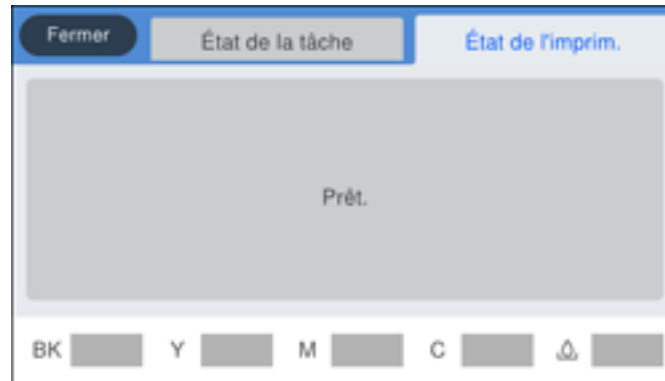 Fermer
État de la tâche
État de l'imprim.
Prêt.
BK Y M C